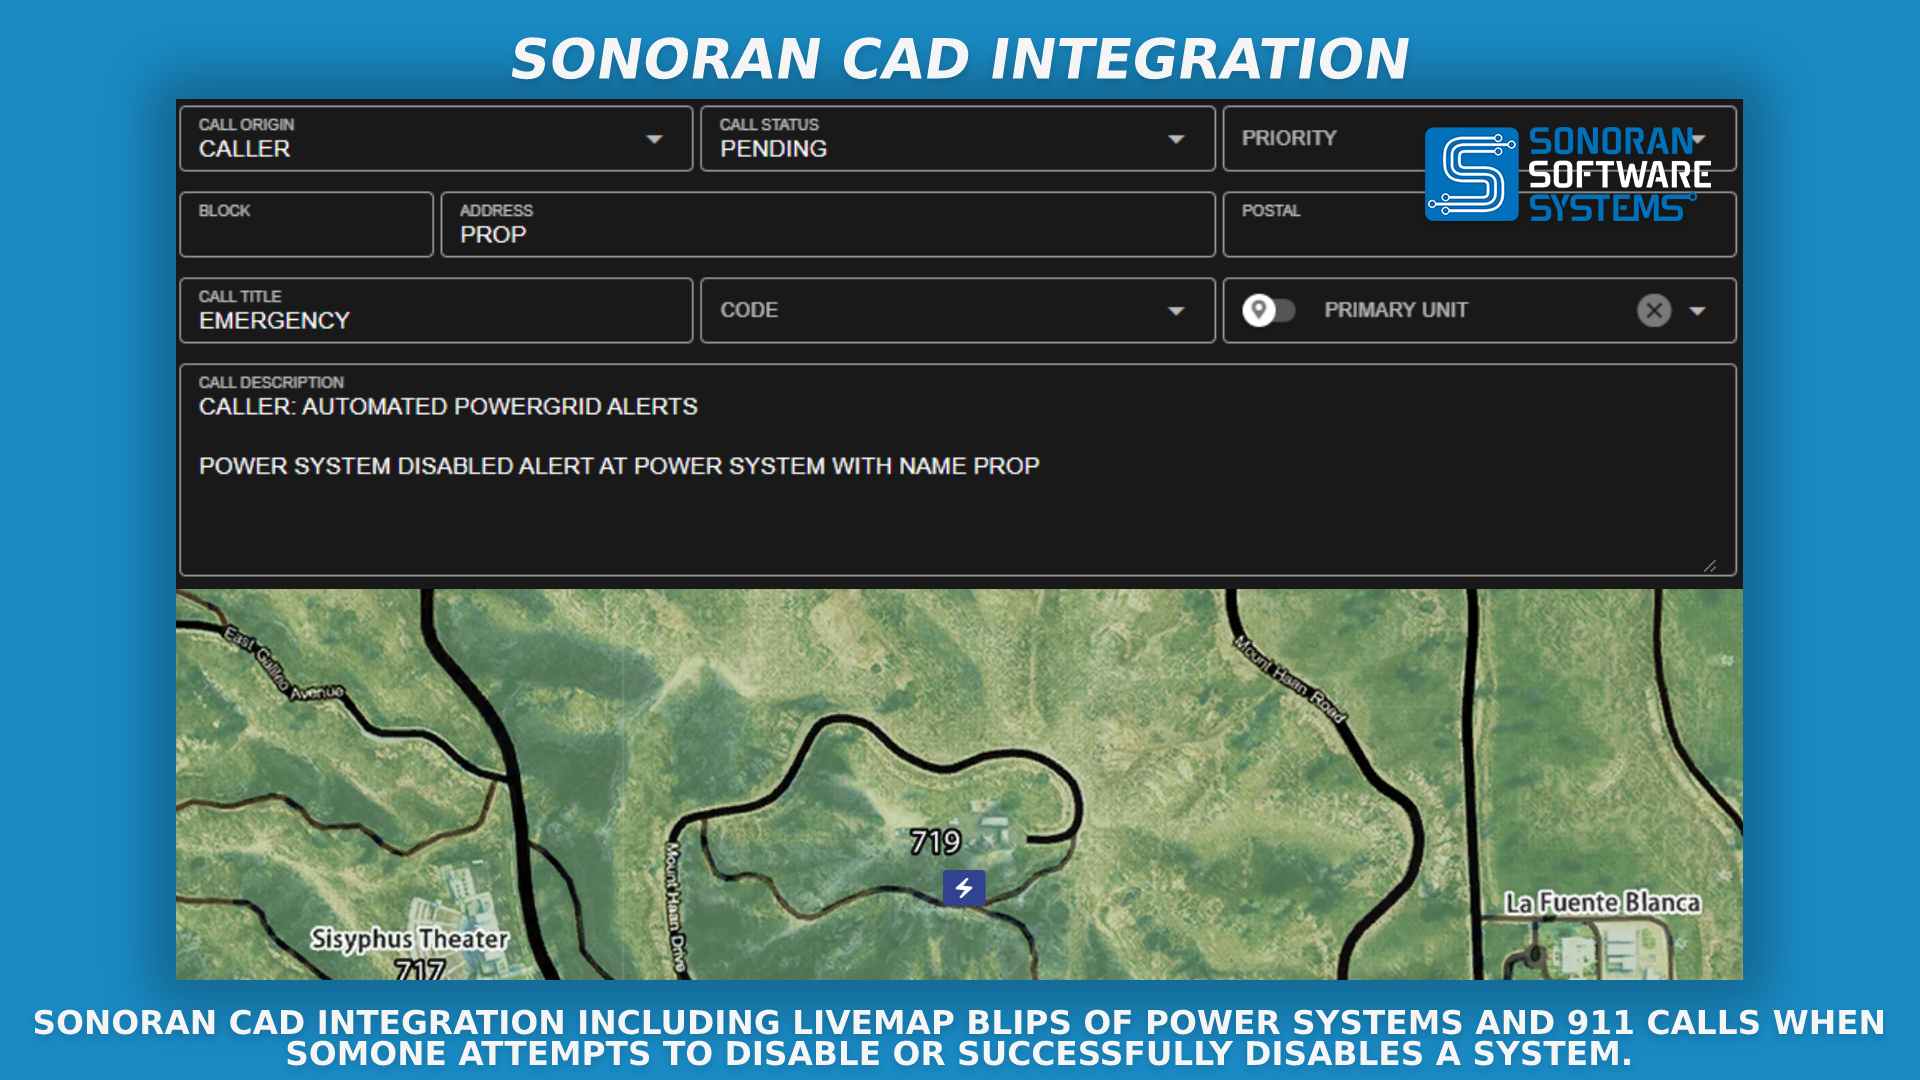 SONORAN CAD INTEGRATION
CALL ORIGIN
CALLER
CALL STATUS
PENDING
PRIORITY
SONORAN
SOFTWARE
SYSTEMS
BLOCK
ADDRESS
PROP
POSTAL
CALL TITLE
EMERGENCY
CODE
PRIMARY UNIT
CALL DESCRIPTION
CALLER: AUTOMATED POWERGRID ALERTS
POWER SYSTEM DISABLED ALERT AT POWER SYSTEM WITH NAME PROP
East Galileo Avenue
Mount Haan Road
719
Mount Haan Drive
La Fuente Blanca
Sisyphus Theater
717
SONORAN CAD INTEGRATION INCLUDING LIVEMAP BLIPS OF POWER SYSTEMS AND 911 CALLS WHEN
SOMONE ATTEMPTS TO DISABLE OR SUCCESSFULLY DISABLES A SYSTEM.